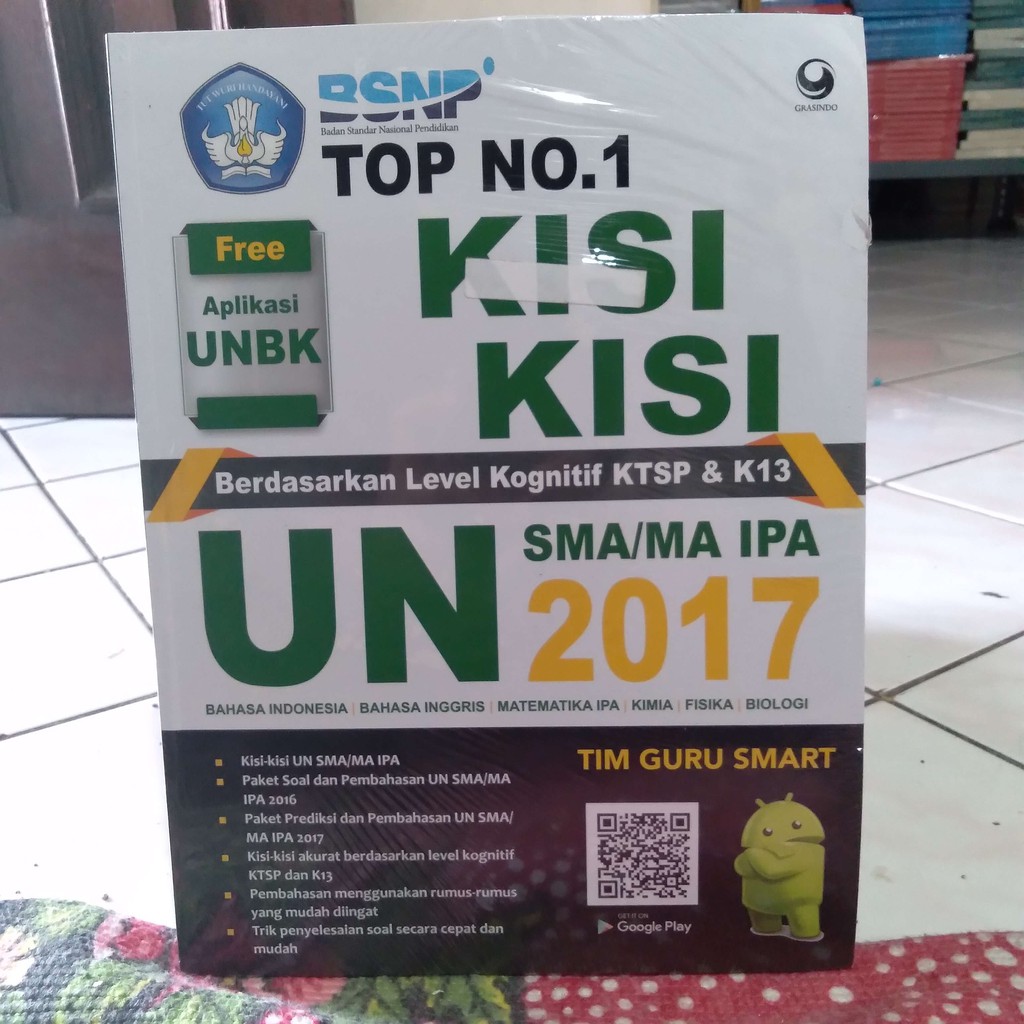 TUT WURI HANDAYANI
BSNP
Badan Standar Nasional Pendidikan
GRASINDO
TOP NO.1
KISI
KISI
Free
Aplikasi
UNBK
Berdasarkan Level Kognitif KTSP & K13
UN
SMA/MA IPA
2017
BAHASA INDONESIA | BAHASA INGGRIS | MATEMATIKA IPA | KIMIA | FISIKA | BIOLOGI
Kisi-kisi UN SMA/MA IPA
Paket Soal dan Pembahasan UN SMA/MA
IPA 2016
Paket Prediksi dan Pembahasan UN SMA/
MA IPA 2017
Kisi-kisi akurat berdasarkan level kognitif
KTSP dan K13
Pembahasan menggunakan rumus-rumus
yang mudah diingat
Trik penyelesaian soal secara cepat dan
mudah
TIM GURU SMART
GET IT ON
Google Play